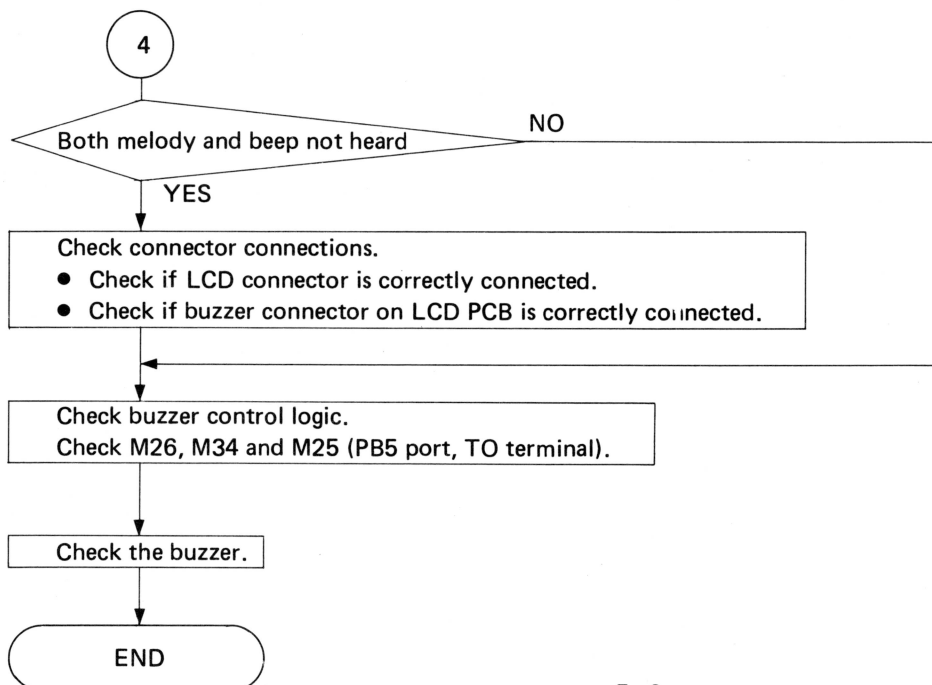 4
Both melody and beep not heard
NO
YES
Check connector connections.
● Check if LCD connector is correctly connected.
● Check if buzzer connector on LCD PCB is correctly connected.
Check buzzer control logic.
Check M26, M34 and M25 (PB5 port, TO terminal).
Check the buzzer.
END